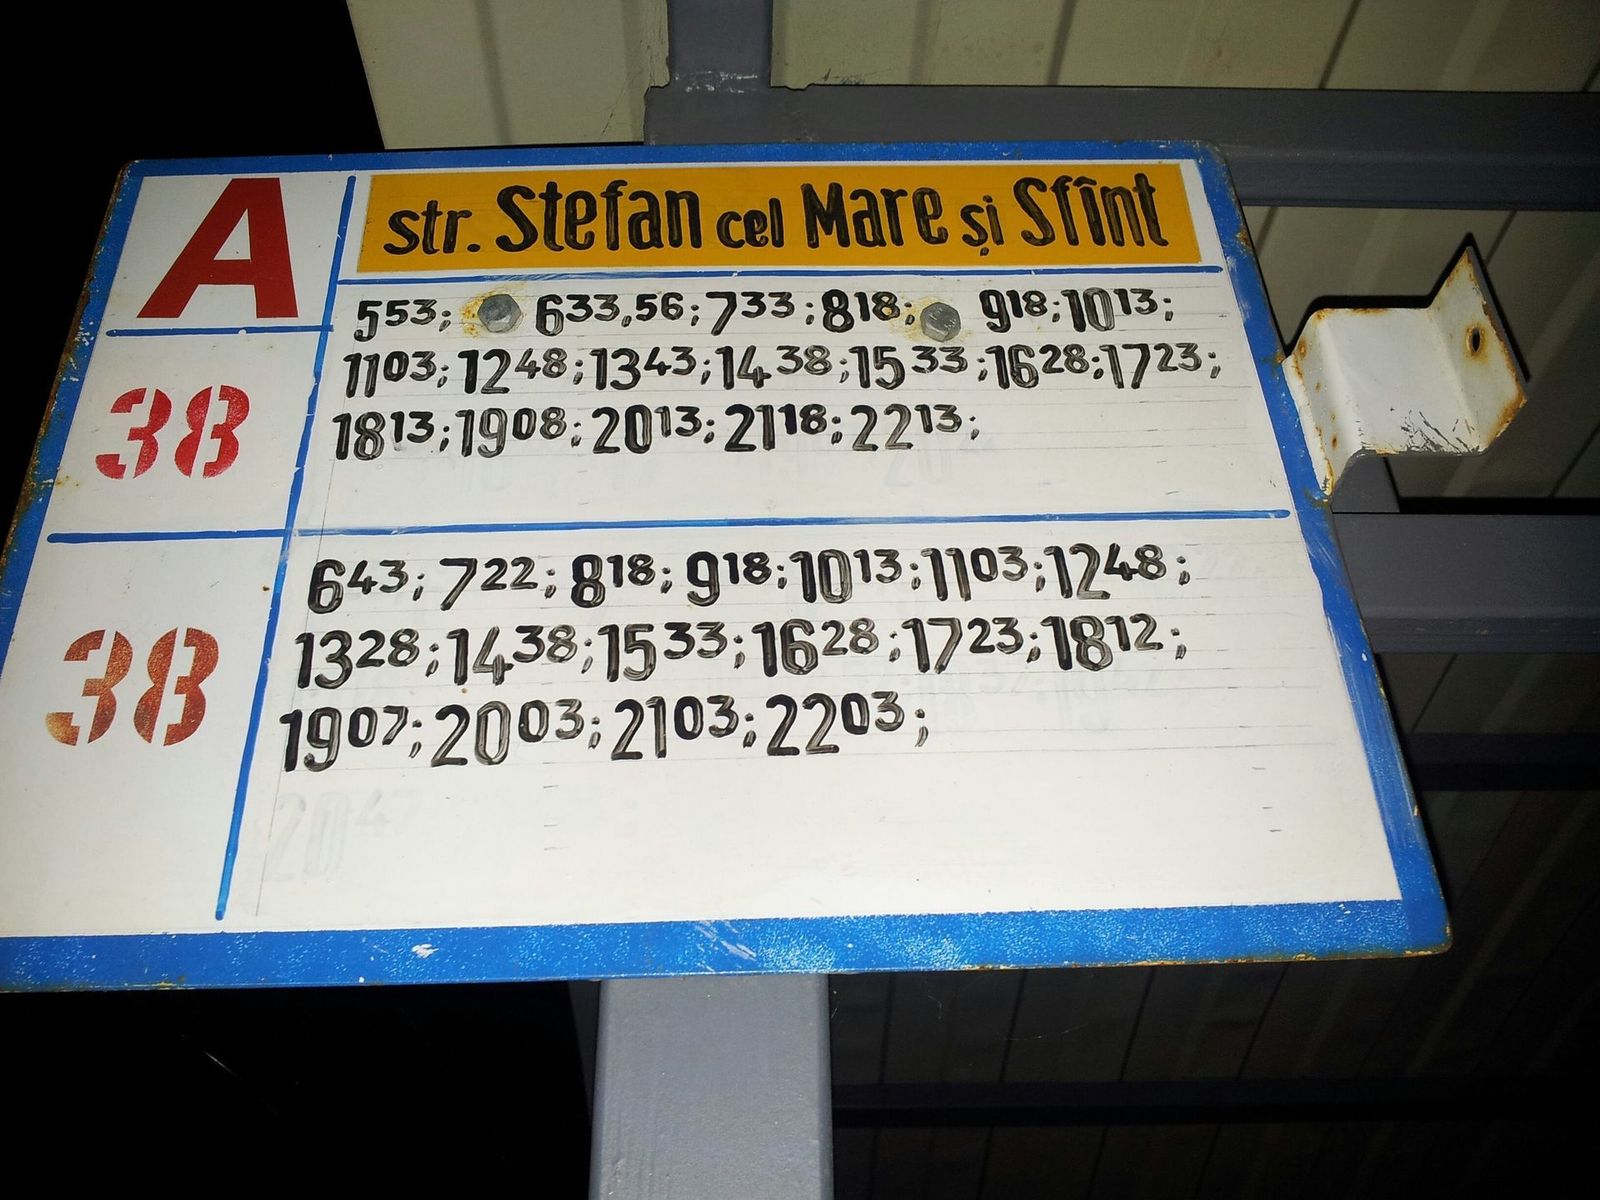 A
str. Stefan cel Mare și Sfînt
38
5⁵³; 6³³,⁵⁶; 7³³; 8¹⁸; 9¹⁸; 10¹³;
11⁰³; 12⁴⁸; 13⁴³; 14³⁸; 15³³; 16²⁸; 17²³;
18¹³; 19⁰⁸; 20¹³; 21¹⁸; 22¹³;
38
6⁴³; 7²²; 8¹⁸; 9¹⁸; 10¹³; 11⁰³; 12⁴⁸;
13²⁸; 14³⁸; 15³³; 16²⁸; 17²³; 18¹²;
19⁰⁷; 20⁰³; 21⁰³; 22⁰³;
20⁴⁷